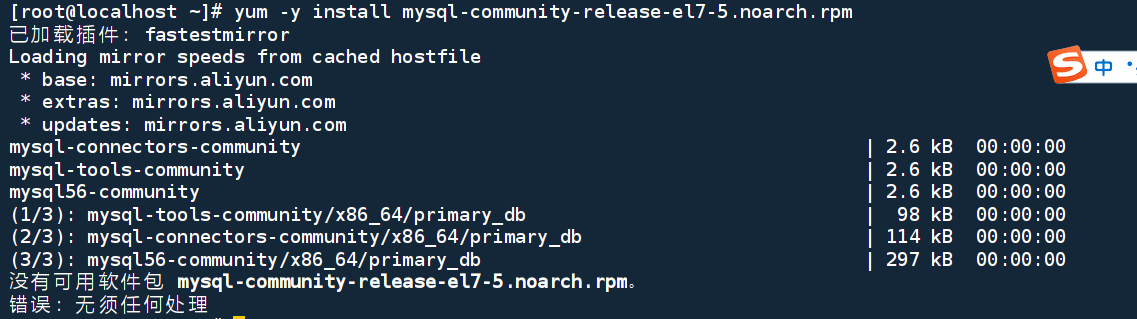 [root@localhost ~]# yum -y install mysql-community-release-el7-5.noarch.rpm
已加载插件：fastestmirror
Loading mirror speeds from cached hostfile
 * base: mirrors.aliyun.com
 * extras: mirrors.aliyun.com
 * updates: mirrors.aliyun.com
mysql-connectors-community | 2.6 kB 00:00:00
mysql-tools-community | 2.6 kB 00:00:00
mysql56-community | 2.6 kB 00:00:00
(1/3): mysql-tools-community/x86_64/primary_db | 98 kB 00:00:00
(2/3): mysql-connectors-community/x86_64/primary_db | 114 kB 00:00:00
(3/3): mysql56-community/x86_64/primary_db | 297 kB 00:00:00
没有可用软件包 mysql-community-release-el7-5.noarch.rpm。
错误：无须任何处理
S 中